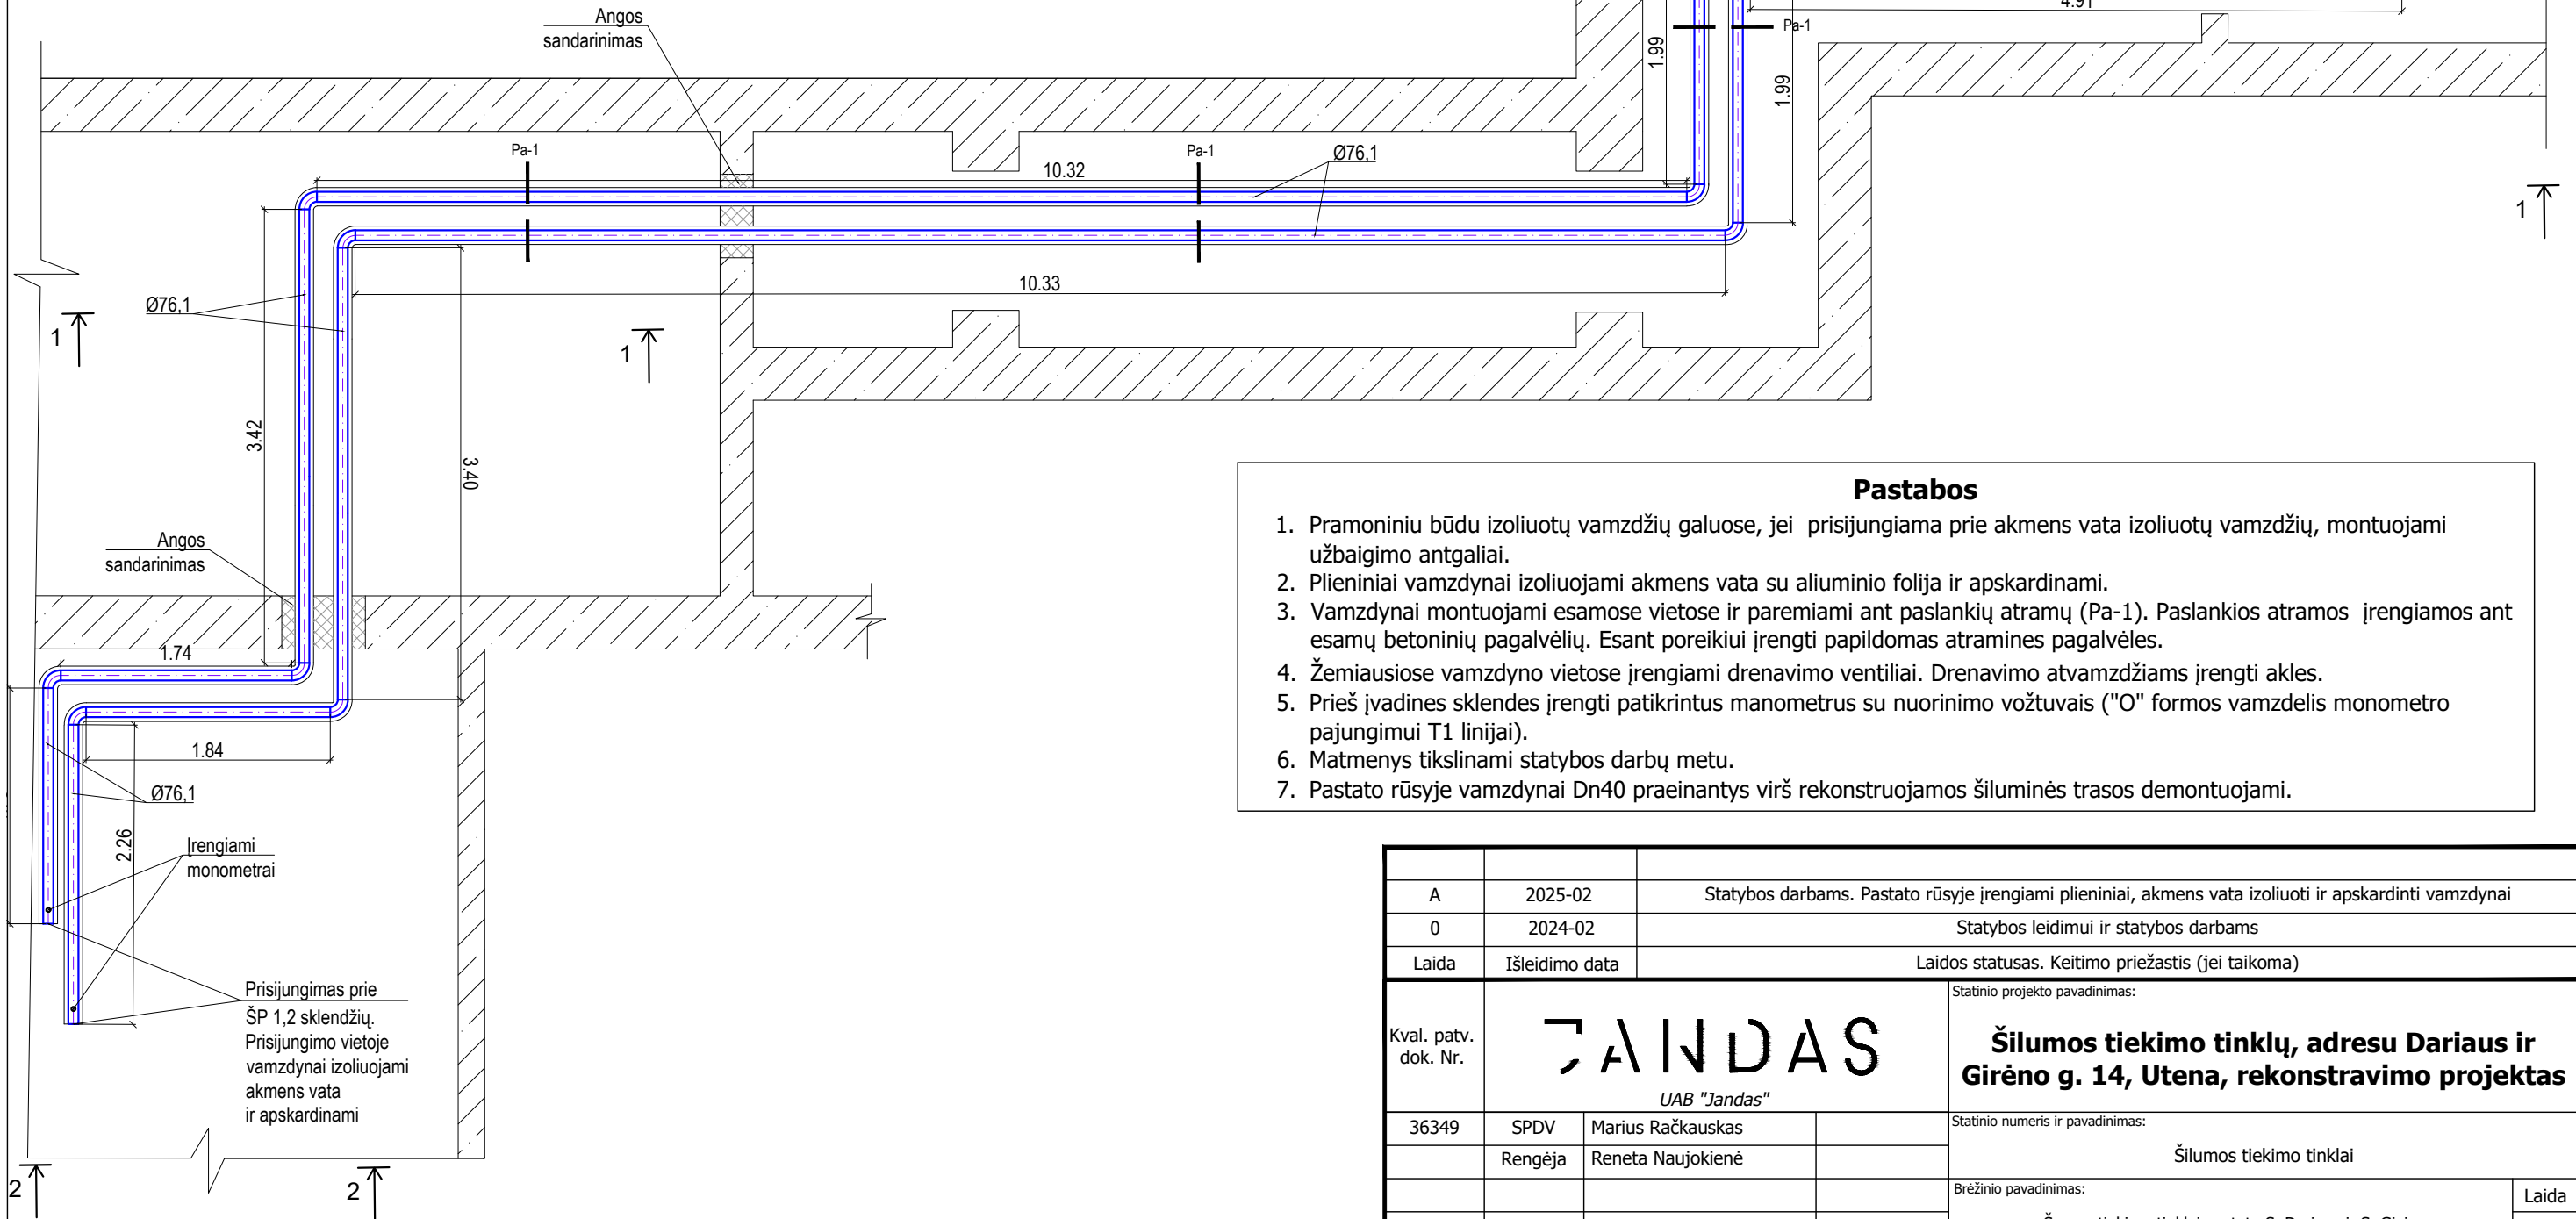 Angos
sandarinimas
4.91
Pa-1
1.99
1.99
Pa-1
Pa-1
Ø76,1
10.32
1
10.33
Ø76,1
1
1
3.42
3.40
Angos
sandarinimas
1.74
1.84
Ø76,1
2.26
Įrengiami
monometrai
Prisijungimas prie
ŠP 1,2 sklendžių.
Prisijungimo vietoje
vamzdynai izoliuojami
akmens vata
ir apskardinami
2
2
Pastabos
1. Pramoniniu būdu izoliuotų vamzdžių galuose, jei prisijungiama prie akmens vata izoliuotų vamzdžių, montuojami
užbaigimo antgaliai.
2. Plieniniai vamzdynai izoliuojami akmens vata su aliuminio folija ir apskardinami.
3. Vamzdynai montuojami esamose vietose ir paremiami ant paslankių atramų (Pa-1). Paslankios atramos įrengiamos ant
esamų betoninių pagalvėlių. Esant poreikiui įrengti papildomas atramines pagalvėles.
4. Žemiausiose vamzdyno vietose įrengiami drenavimo ventiliai. Drenavimo atvamzdžiams įrengti akles.
5. Prieš įvadines sklendes įrengti patikrintus manometrus su nuorinimo vožtuvais ("O" formos vamzdelis monometro
pajungimui T1 linijai).
6. Matmenys tikslinami statybos darbų metu.
7. Pastato rūsyje vamzdynai Dn40 praeinantys virš rekonstruojamos šiluminės trasos demontuojami.
A 2025-02 Statybos darbams. Pastato rūsyje įrengiami plieniniai, akmens vata izoliuoti ir apskardinti vamzdynai
0 2024-02 Statybos leidimui ir statybos darbams
Laida Išleidimo data Laidos statusas. Keitimo priežastis (jei taikoma)
Kval. patv.
dok. Nr.
JANDAS
UAB "Jandas"
Statinio projekto pavadinimas:
Šilumos tiekimo tinklų, adresu Dariaus ir
Girėno g. 14, Utena, rekonstravimo projektas
36349 SPDV Marius Račkauskas
Rengėja Reneta Naujokienė
Statinio numeris ir pavadinimas:
Šilumos tiekimo tinklai
Brėžinio pavadinimas:
Laida